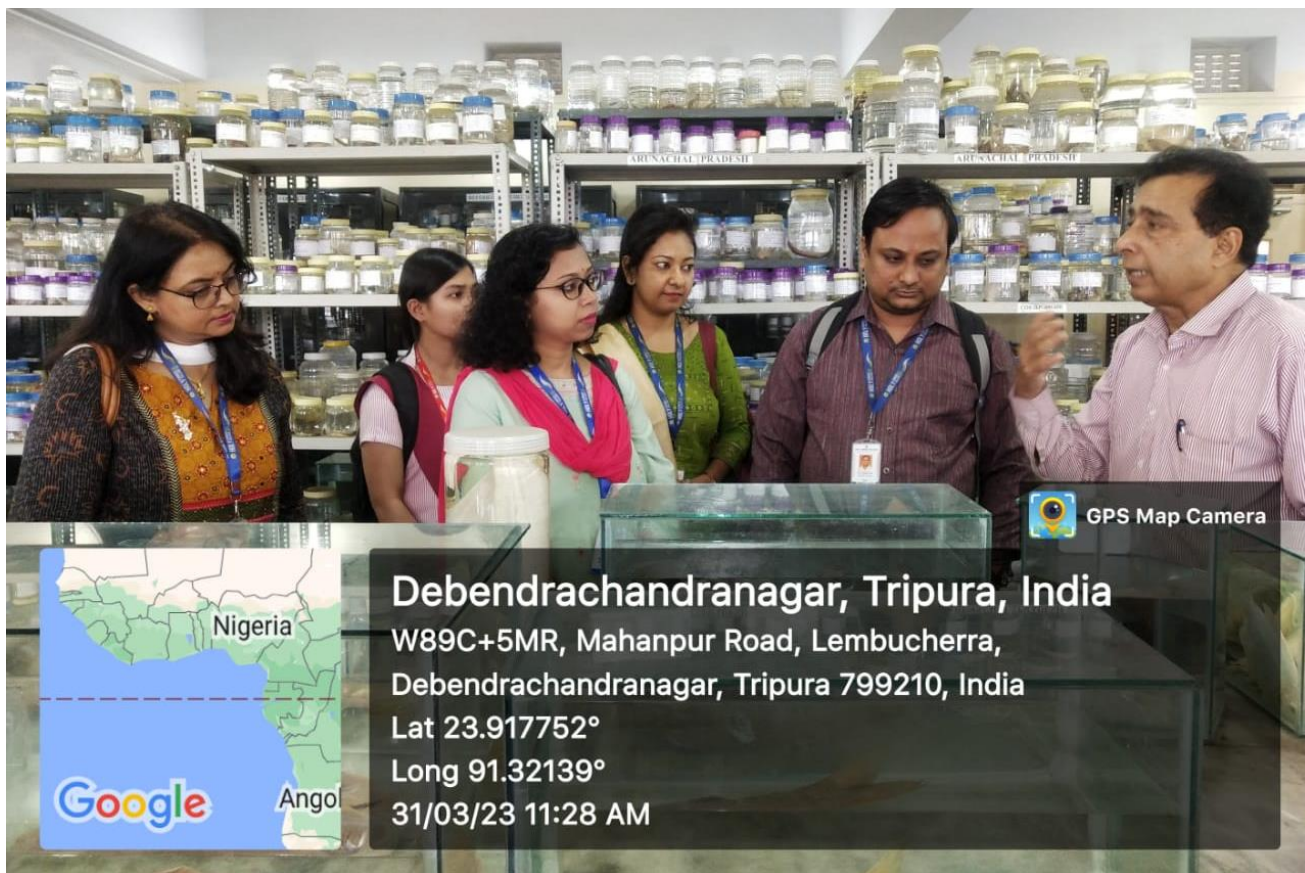 ARUNACHAL PRADESH
ARUNACHAL PRADESH
GPS Map Camera
Nigeria
Google
Angol
Debendrachandranagar, Tripura, India
W89C+5MR, Mahanpur Road, Lembucherra,
Debendrachandranagar, Tripura 799210, India
Lat 23.917752°
Long 91.32139°
31/03/23 11:28 AM